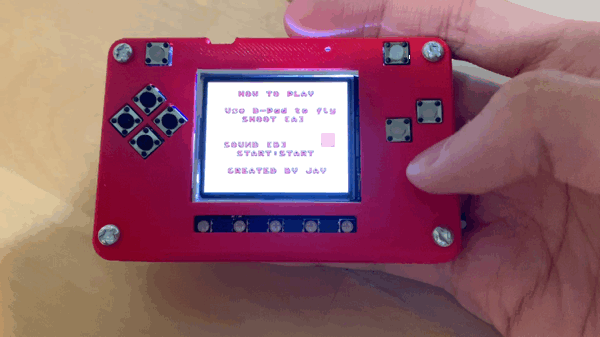 HOW TO PLAY
Use D-Pad to fly
SHOOT [A]
SOUND [B]
START:START
CREATED BY JAY